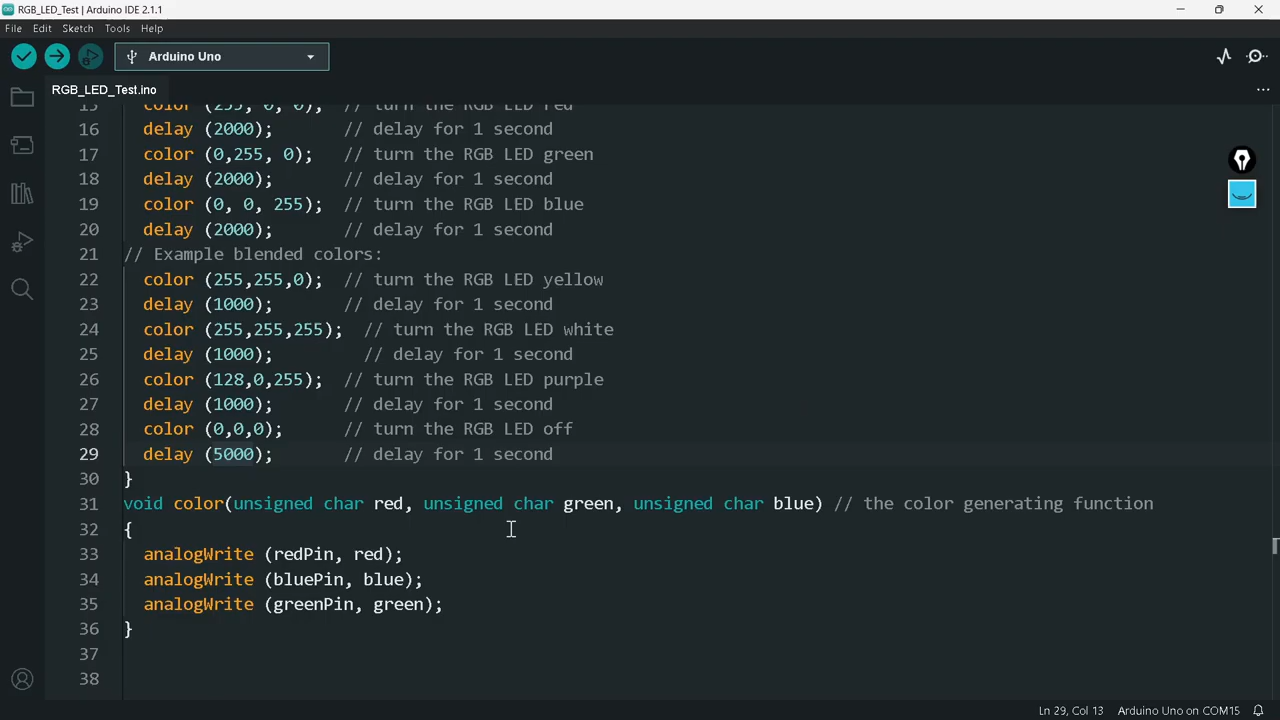 RGB_LED_Test | Arduino IDE 2.1.1
File Edit Sketch Tools Help
Arduino Uno
RGB_LED_Test.ino
15 color (255, 0, 0); // turn the RGB LED red
16 delay (2000); // delay for 1 second
17 color (0,255, 0); // turn the RGB LED green
18 delay (2000); // delay for 1 second
19 color (0, 0, 255); // turn the RGB LED blue
20 delay (2000); // delay for 1 second
21 // Example blended colors:
22 color (255,255,0); // turn the RGB LED yellow
23 delay (1000); // delay for 1 second
24 color (255,255,255); // turn the RGB LED white
25 delay (1000); // delay for 1 second
26 color (128,0,255); // turn the RGB LED purple
27 delay (1000); // delay for 1 second
28 color (0,0,0); // turn the RGB LED off
29 delay (5000); // delay for 1 second
30 }
31 void color(unsigned char red, unsigned char green, unsigned char blue) // the color generating function
32 {
33 analogWrite (redPin, red);
34 analogWrite (bluePin, blue);
35 analogWrite (greenPin, green);
36 }
37
38
Ln 29, Col 13 Arduino Uno on COM15